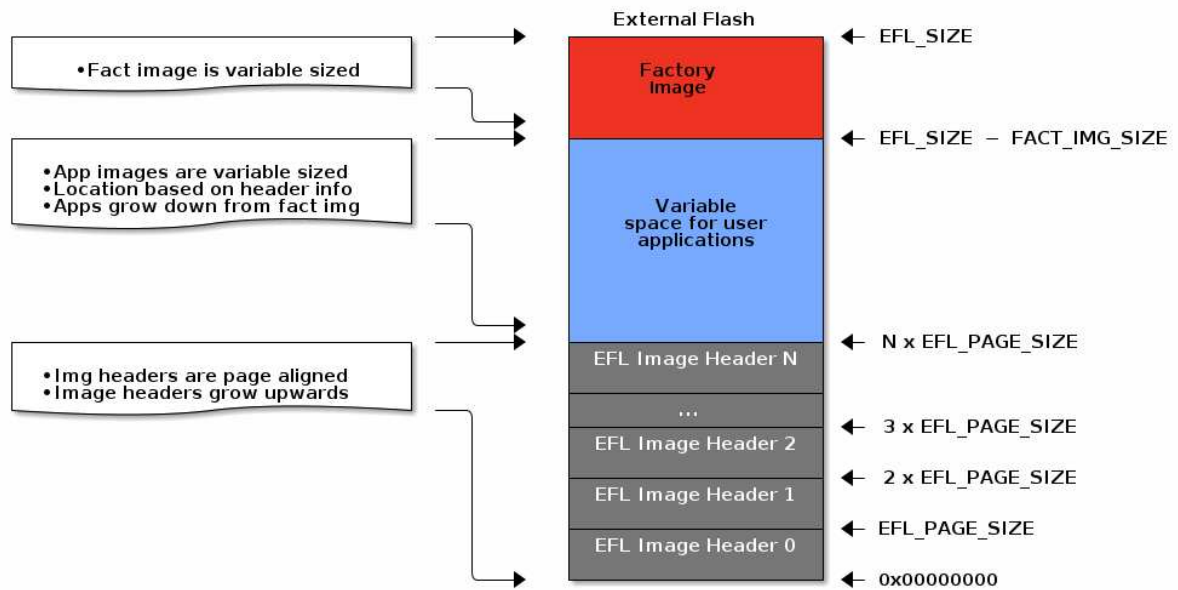 External Flash
•Fact image is variable sized
Factory
Image
EFL_SIZE
EFL_SIZE − FACT_IMG_SIZE
•App images are variable sized
•Location based on header info
•Apps grow down from fact img
Variable
space for user
applications
N x EFL_PAGE_SIZE
•Img headers are page aligned
•Image headers grow upwards
EFL Image Header N
...
3 x EFL_PAGE_SIZE
EFL Image Header 2
2 x EFL_PAGE_SIZE
EFL Image Header 1
EFL_PAGE_SIZE
EFL Image Header 0
0x00000000